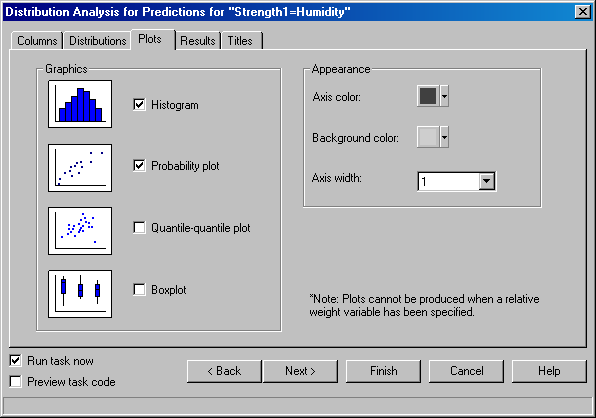 Distribution Analysis for Predictions for "Strength1=Humidity"
Columns Distributions Plots Results Titles
Graphics
Histogram
Probability plot
Quantile-quantile plot
Boxplot
Appearance
Axis color:
Background color:
Axis width:
1
*Note: Plots cannot be produced when a relative
weight variable has been specified.
Run task now
Preview task code
< Back
Next >
Finish
Cancel
Help